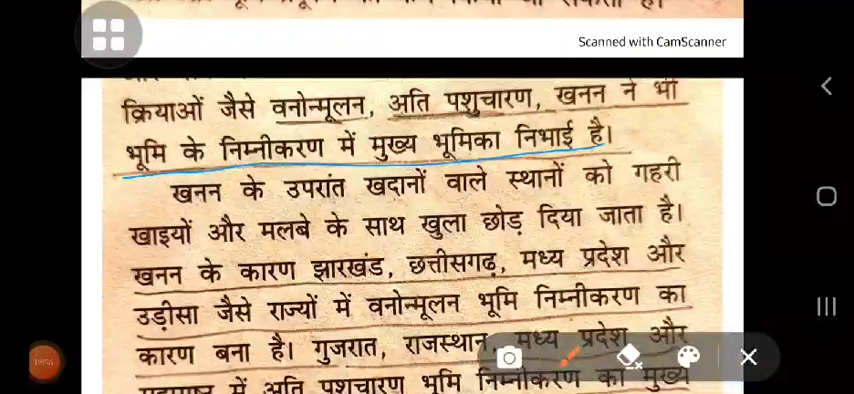 Scanned with CamScanner
क्रियाओं जैसे वनोन्मूलन, अति पशुचारण, खनन ने भी
भूमि के निम्नीकरण में मुख्य भूमिका निभाई है।
खनन के उपरांत खदानों वाले स्थानों को गहरी
खाइयों और मलबे के साथ खुला छोड़ दिया जाता है।
खनन के कारण झारखंड, छत्तीसगढ़, मध्य प्रदेश और
उड़ीसा जैसे राज्यों में वनोन्मूलन भूमि निम्नीकरण का
कारण बना है। गुजरात, राजस्थान, मध्य प्रदेश और
में अति पशुचारण भूमि निम्नीकरण का मुख्य